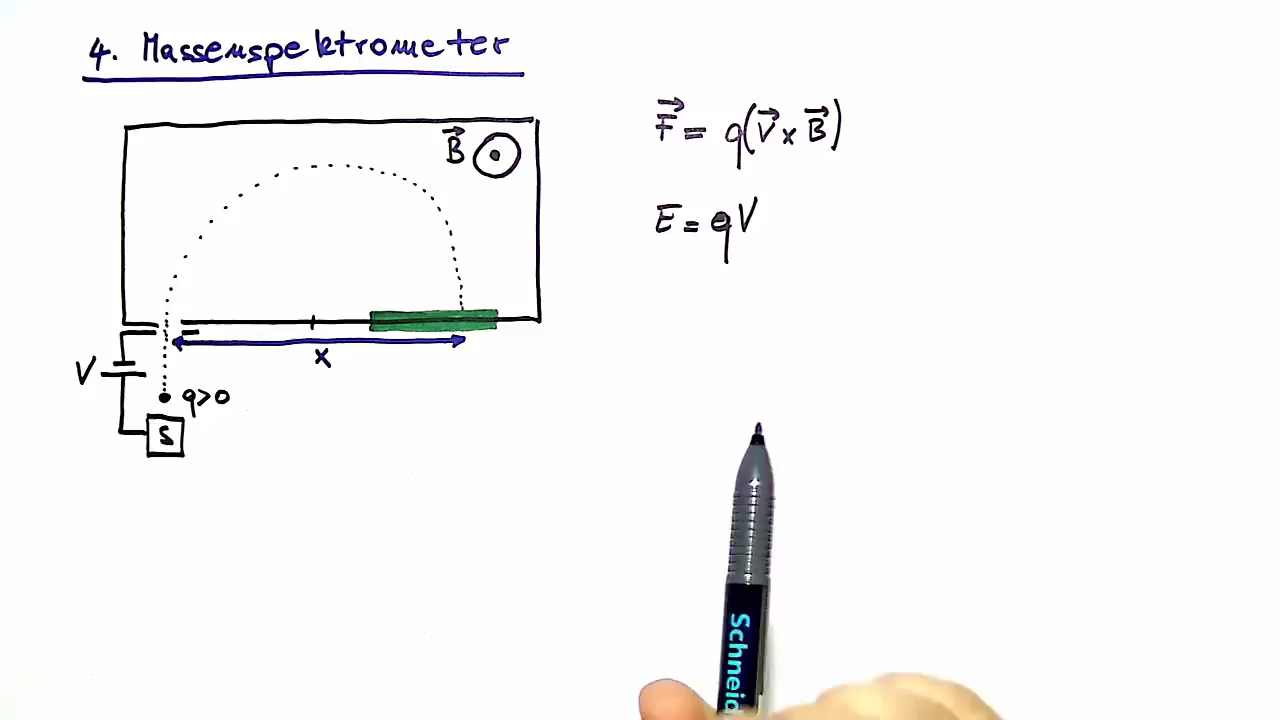 4. Massenspektrometer
B⃗
F⃗ = q(v⃗ × B⃗)
E = qV
x
V
q>0
S
Schneid